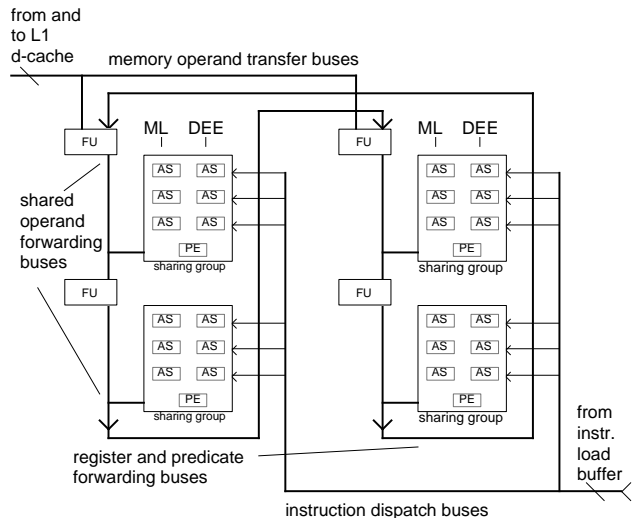 from and
to L1
d-cache
memory operand transfer buses
FU
ML DEE
AS AS
AS AS
AS AS
PE
sharing group
FU
ML DEE
AS AS
AS AS
AS AS
PE
sharing group
shared
operand
forwarding
buses
FU
AS AS
AS AS
AS AS
PE
sharing group
FU
AS AS
AS AS
AS AS
PE
sharing group
register and predicate
forwarding buses
from
instr.
load
buffer
instruction dispatch buses